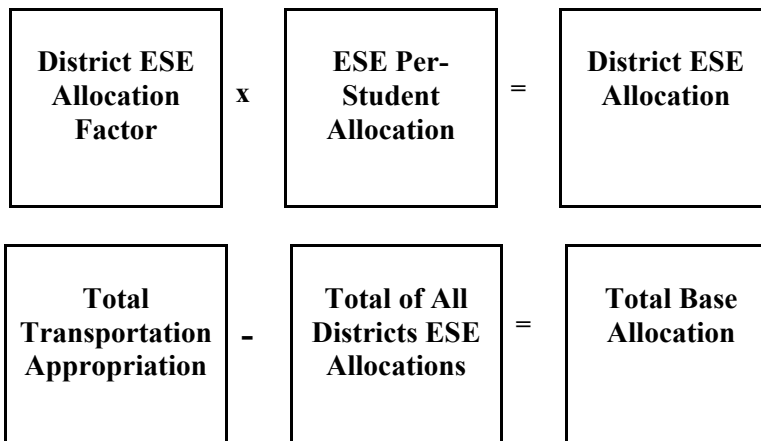 District ESE
Allocation
Factor
x
ESE Per-
Student
Allocation
=
District ESE
Allocation
Total
Transportation
Appropriation
-
Total of All
Districts ESE
Allocations
=
Total Base
Allocation